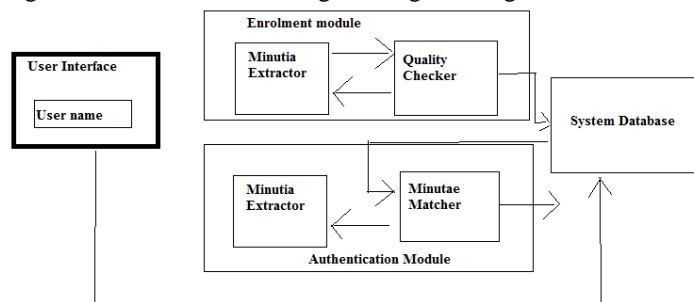 Enrolment module
User Interface
User name
Minutia
Extractor
Quality
Checker
System Database
Minutia
Extractor
Minutae
Matcher
Authentication Module